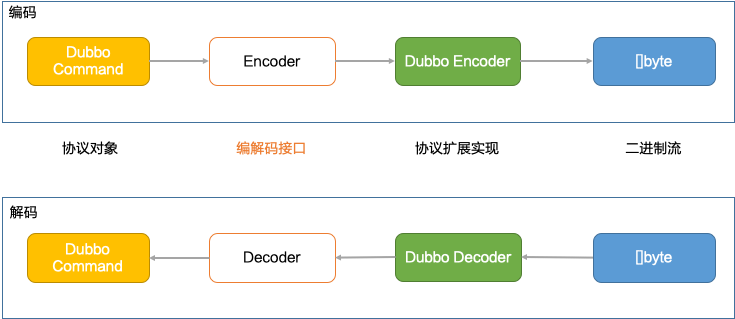 编码
Dubbo
Command
Encoder
Dubbo Encoder
[]byte
协议对象
编解码接口
协议扩展实现
二进制流
解码
Dubbo
Command
Decoder
Dubbo Decoder
[]byte